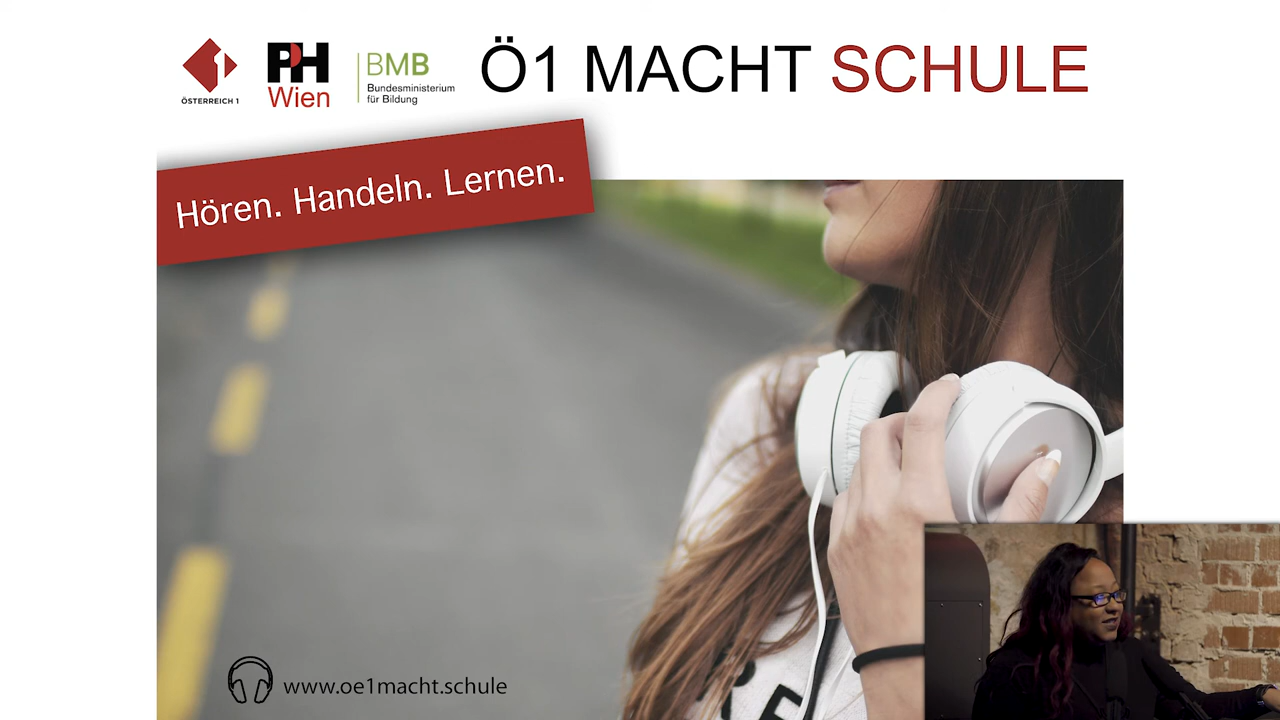 ÖSTERREICH 1
PH
Wien
BMB
Bundesministerium
für Bildung
Ö1 MACHT SCHULE
Hören. Handeln. Lernen.
www.oe1macht.schule